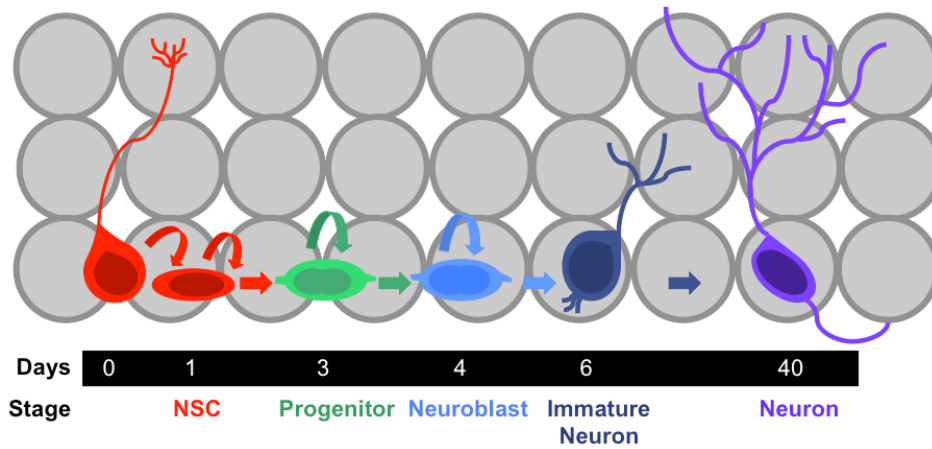 Days 0 1 3 4 6 40
Stage NSC Progenitor Neuroblast Immature Neuron Neuron